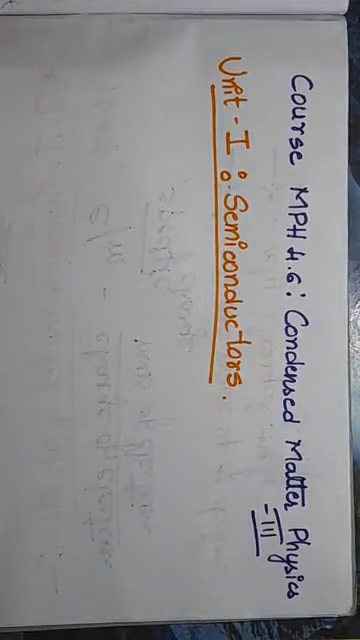 Course MPH 4.6: Condensed Matter Physics
-III
Unit-I: Semiconductors.